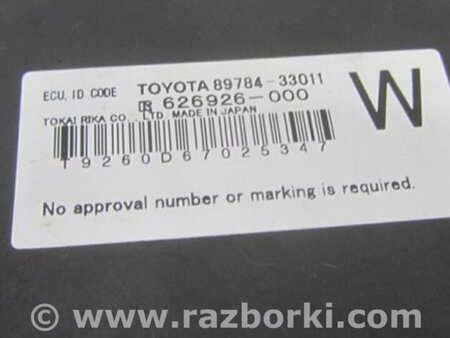 ECU, ID CODE TOYOTA 89784-33011
626926-000
TOKAI RIKA CO., LTD. MADE IN JAPAN
T9260D67025347
W
No approval number or marking is required.
© www.razborki.com